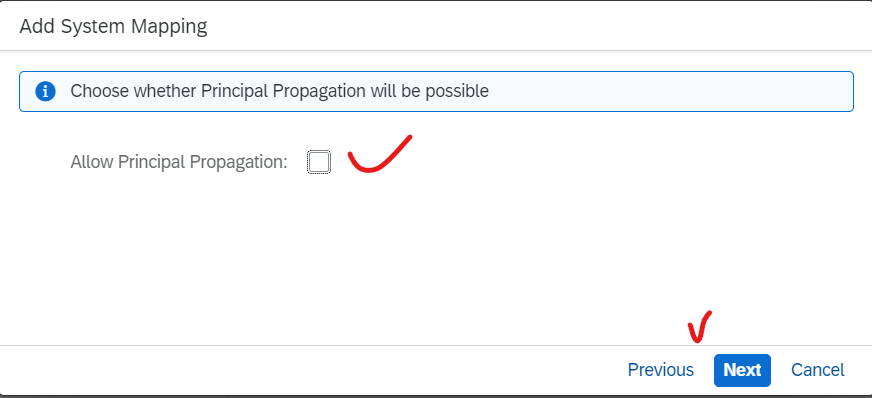 Add System Mapping
Choose whether Principal Propagation will be possible
Allow Principal Propagation:
Previous Next Cancel